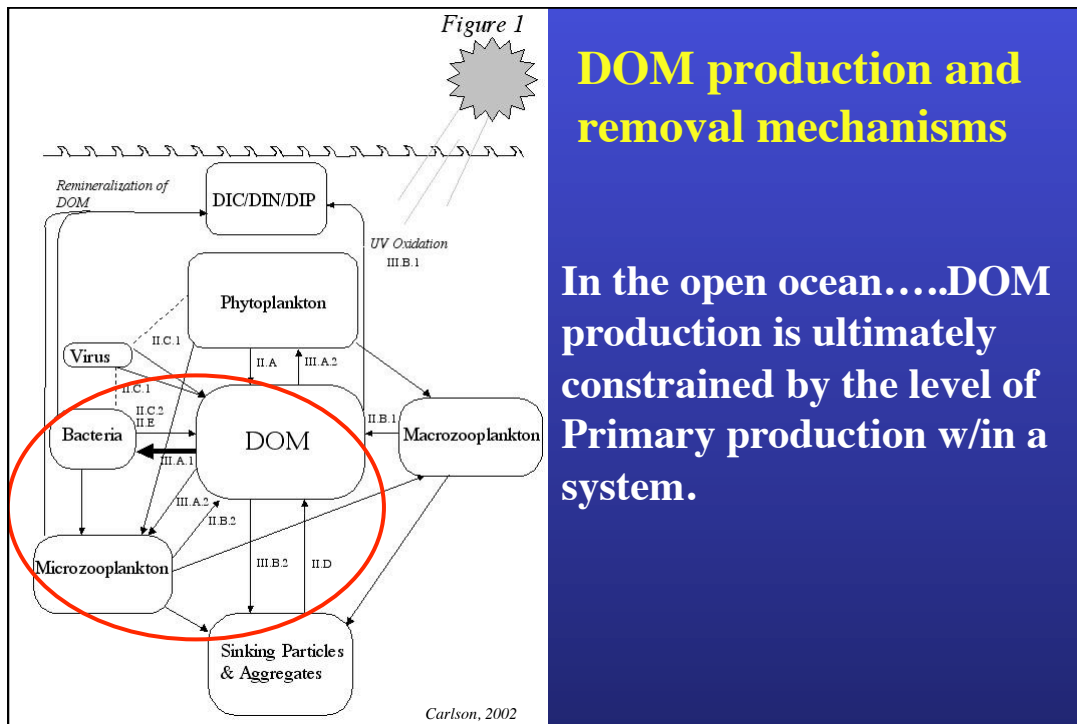 Figure 1
Remineralization of
DOM
DIC/DIN/DIP
UV Oxidation
III.B.1
Phytoplankton
Virus
II.C.1
II.A
III.A.2
II.C.1
Bacteria
II.C.2
II.E
DOM
II.B.1
Macrozooplankton
III.A.1
III.A.2
II.B.2
Microzooplankton
III.B.2
II.D
Sinking Particles
& Aggregates
Carlson, 2002
DOM production and
removal mechanisms
In the open ocean…..DOM
production is ultimately
constrained by the level of
Primary production w/in a
system.